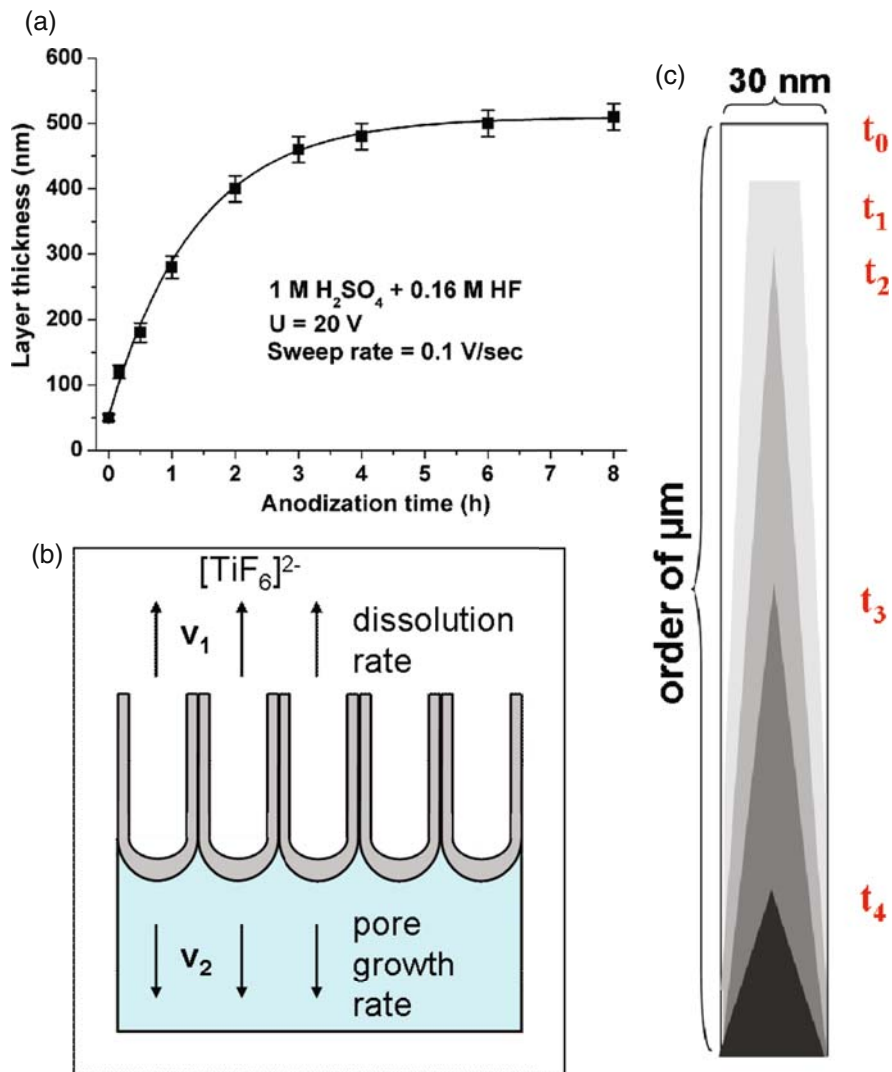 (a)
600
500
400
300
200
100
0
Layer thickness (nm)
1 M H₂SO₄ + 0.16 M HF
U = 20 V
Sweep rate = 0.1 V/sec
0 1 2 3 4 5 6 7 8
Anodization time (h)
(b)
[TiF₆]²⁻
v₁
dissolution
rate
v₂
pore
growth
rate
(c)
30 nm
order of µm
t₀
t₁
t₂
t₃
t₄